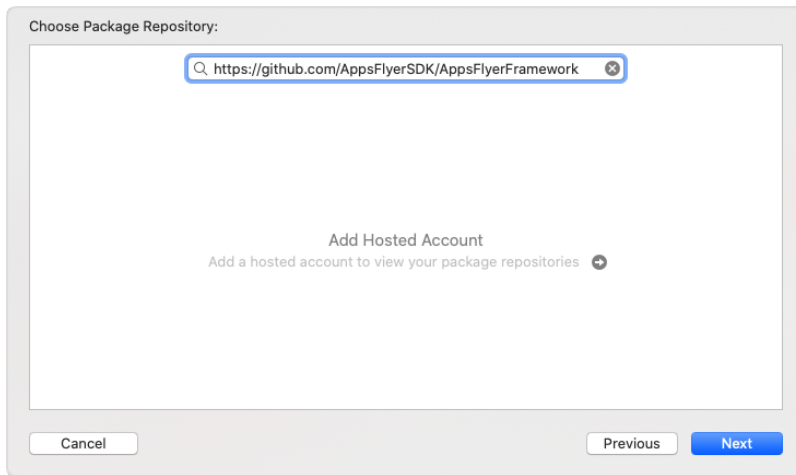 Choose Package Repository:
https://github.com/AppsFlyerSDK/AppsFlyerFramework
Add Hosted Account
Add a hosted account to view your package repositories
Cancel
Previous
Next